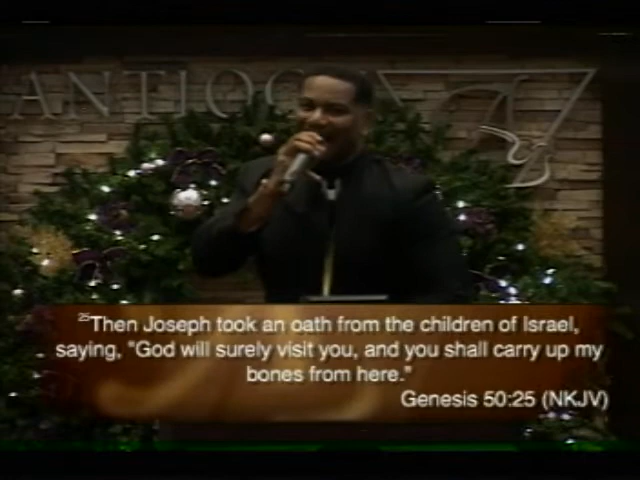 ANTIOC
²⁵Then Joseph took an oath from the children of Israel,
saying, "God will surely visit you, and you shall carry up my
bones from here."
Genesis 50:25 (NKJV)